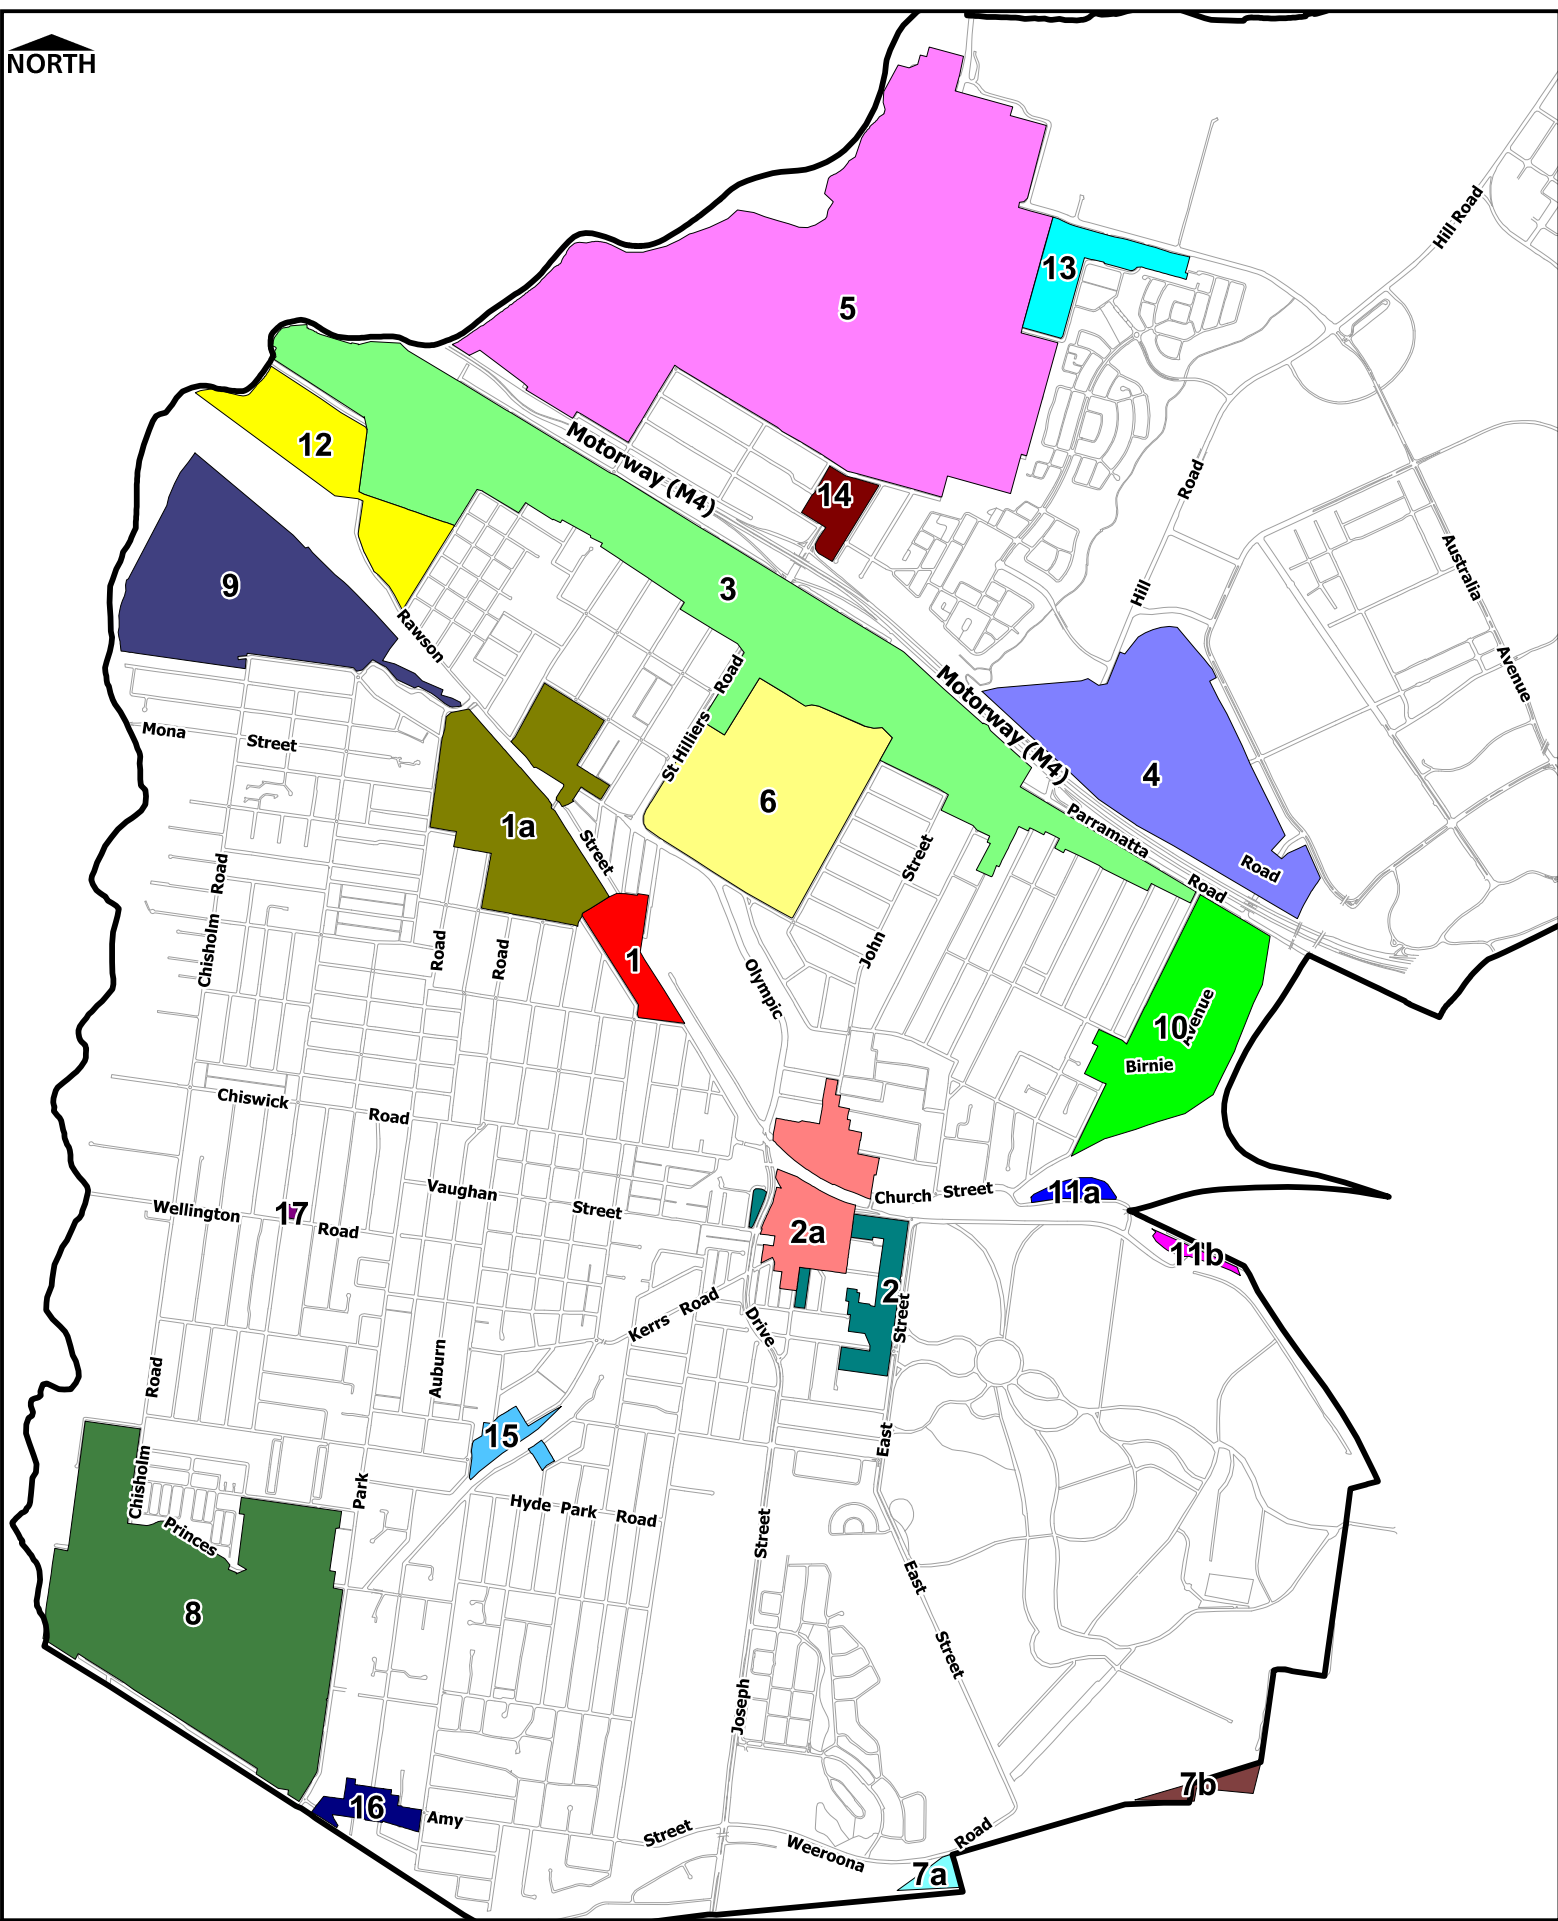 NORTH
Hill Road
13
5
12
Motorway (M4)
14
Road
Australia
9
3
Hill
Rawson
Road
Avenue
Motorway (M4)
Mona
Street
St Hilliers
4
6
1a
Parramatta
Street
Street
Road
Road
Road
Chisholm
Road
Road
John
1
Olympic
10
Avenue
Birnie
Chiswick
Road
Vaughan
Church
Street
11a
Wellington
17
Road
Street
2a
11b
2
Street
Kerrs
Road
Drive
Road
Auburn
15
East
Chisholm
Park
Hyde
Park
Road
Princes
Street
East
8
Street
Joseph
7b
16
Amy
Street
Weeroona
Road
7a